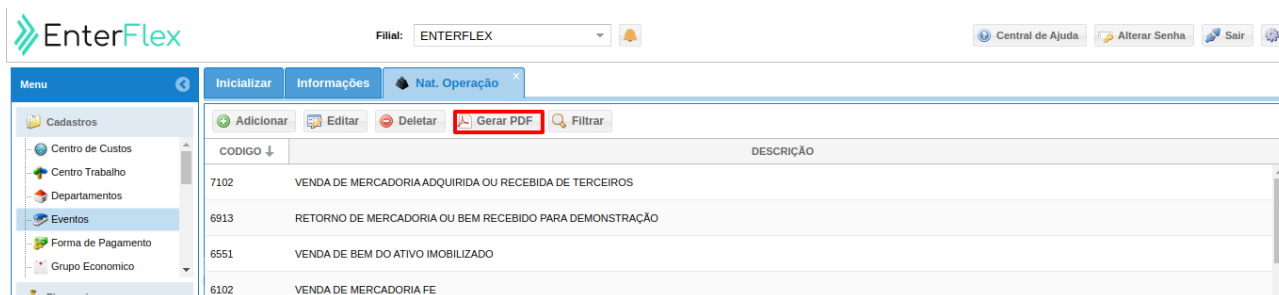 EnterFlex
Filial: ENTERFLEX
Central de Ajuda Alterar Senha Sair
Menu
Inicializar Informações Nat. Operação
Cadastros
Adicionar Editar Deletar Gerar PDF Filtrar
Centro de Custos
Centro Trabalho
Departamentos
Eventos
Forma de Pagamento
Grupo Economico
CODIGO DESCRIÇÃO
7102 VENDA DE MERCADORIA ADQUIRIDA OU RECEBIDA DE TERCEIROS
6913 RETORNO DE MERCADORIA OU BEM RECEBIDO PARA DEMONSTRAÇÃO
6551 VENDA DE BEM DO ATIVO IMOBILIZADO
6102 VENDA DE MERCADORIA FE